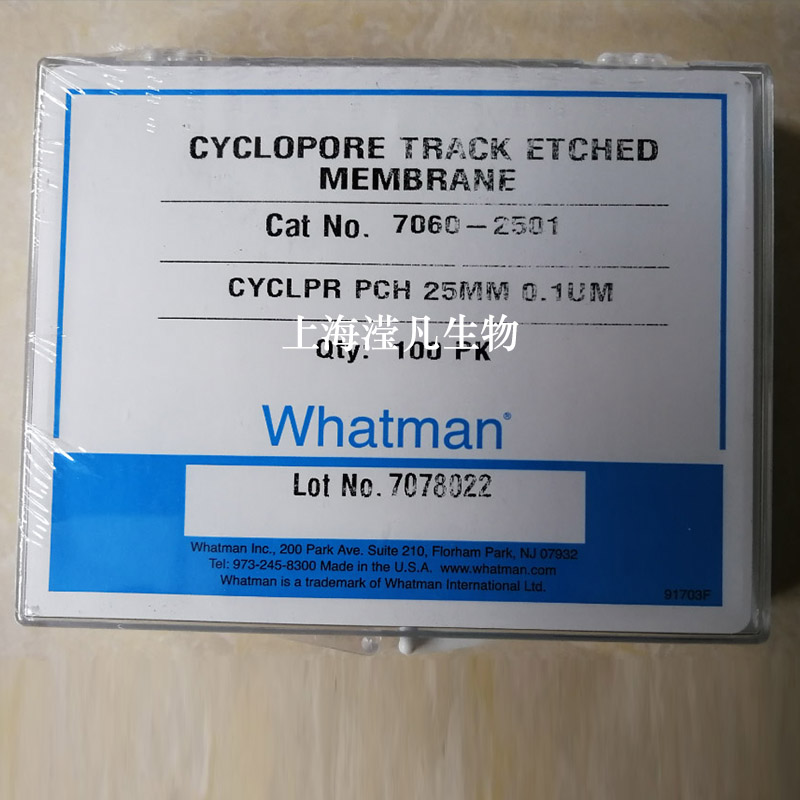 CYCLOPORE TRACK ETCHED
MEMBRANE
Cat No. 7060-2501
CYCLPR PCH 25MM 0.1UM
上海滢凡生物
Qty. 100 PK
Whatman®
Lot No. 7078022
Whatman Inc., 200 Park Ave. Suite 210, Florham Park, NJ 07932
Tel: 973-245-8300 Made in the U.S.A. www.whatman.com
Whatman is a trademark of Whatman International Ltd.
91703F